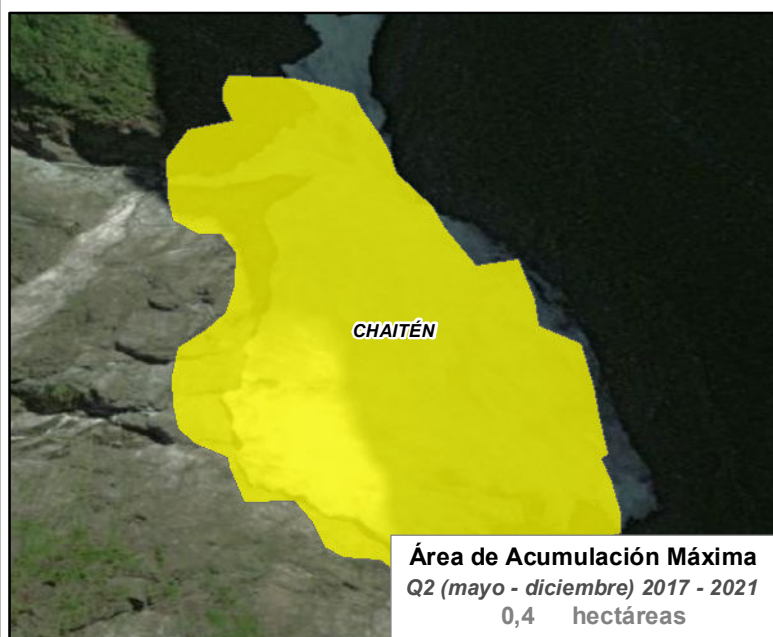 CHAITÉN
Área de Acumulación Máxima
Q2 (mayo - diciembre) 2017 - 2021
0,4 hectáreas